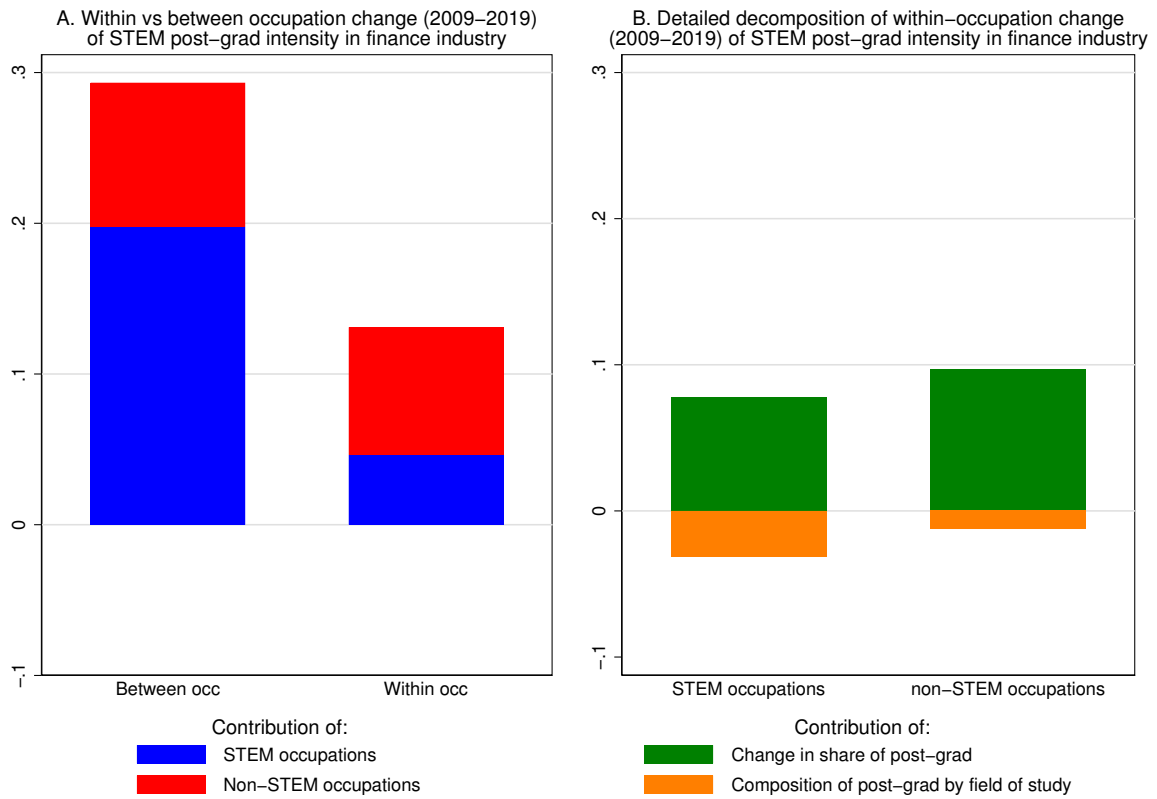 A. Within vs between occupation change (2009−2019)
of STEM post−grad intensity in finance industry
.3
.2
.1
0
−.1
Between occ
Within occ
Contribution of:
STEM occupations
Non−STEM occupations
B. Detailed decomposition of within−occupation change
(2009−2019) of STEM post−grad intensity in finance industry
.3
.2
.1
0
−.1
STEM occupations
non−STEM occupations
Contribution of:
Change in share of post−grad
Composition of post−grad by field of study